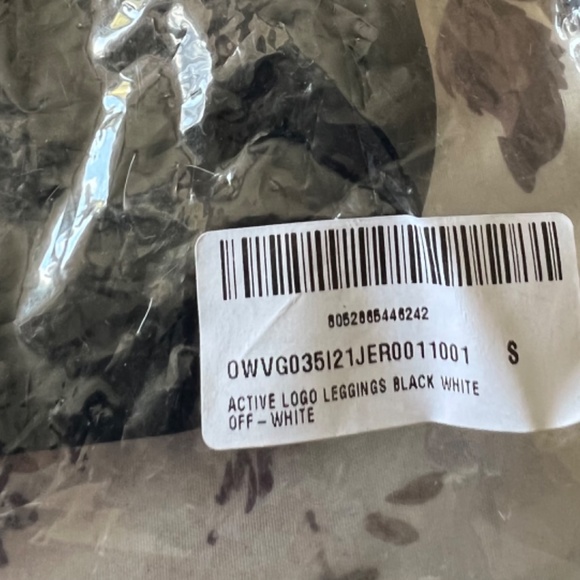 8052865446242
OWVG035I21JER0011001 S
ACTIVE LOGO LEGGINGS BLACK WHITE
OFF-WHITE